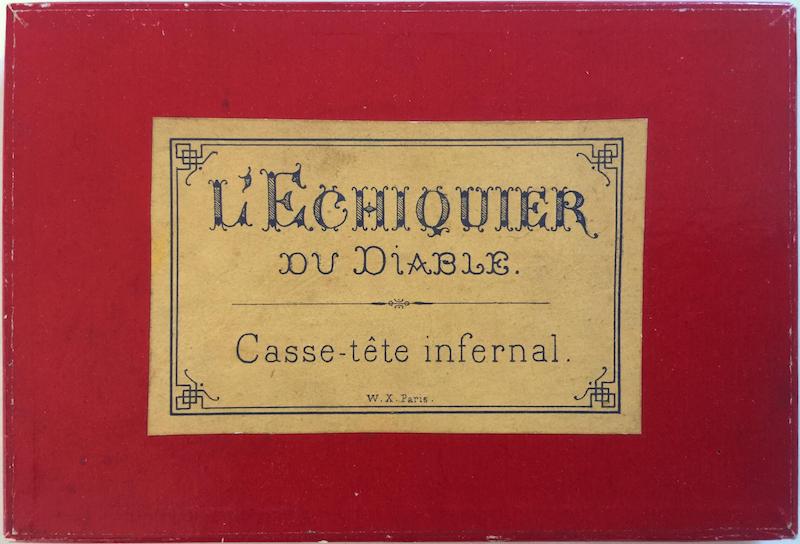 L'ECHIQUIER
DU DIABLE.
Casse-tête infernal.
W. X. Paris.